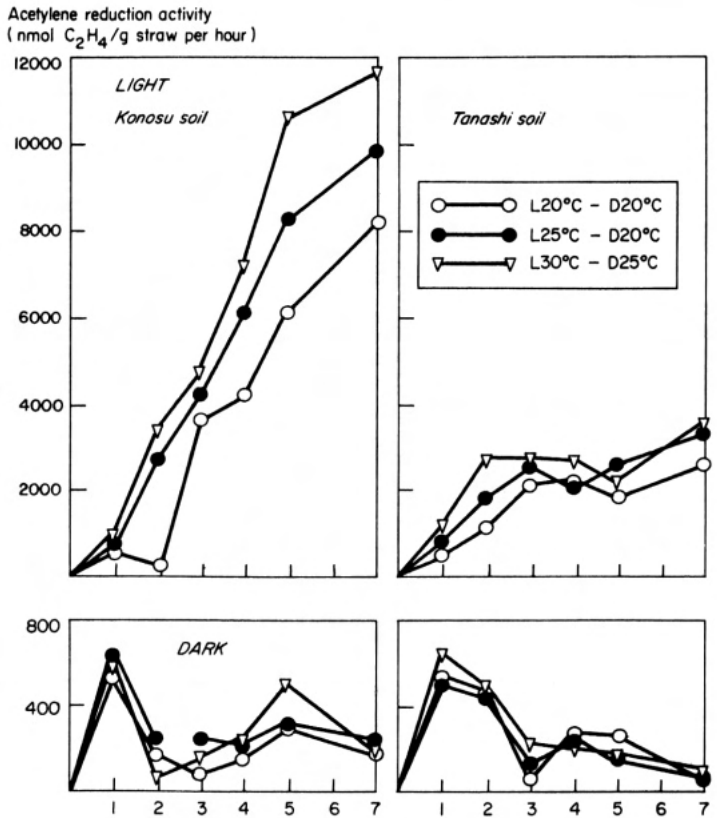 Acetylene reduction activity
( nmol C₂H₄/g straw per hour)
12000
LIGHT
Konosu soil
Tanashi soil
10000
L20°C - D20°C
L25°C - D20°C
L30°C - D25°C
8000
6000
4000
2000
800
DARK
400
1 2 3 4 5 7
1 2 3 4 5 7